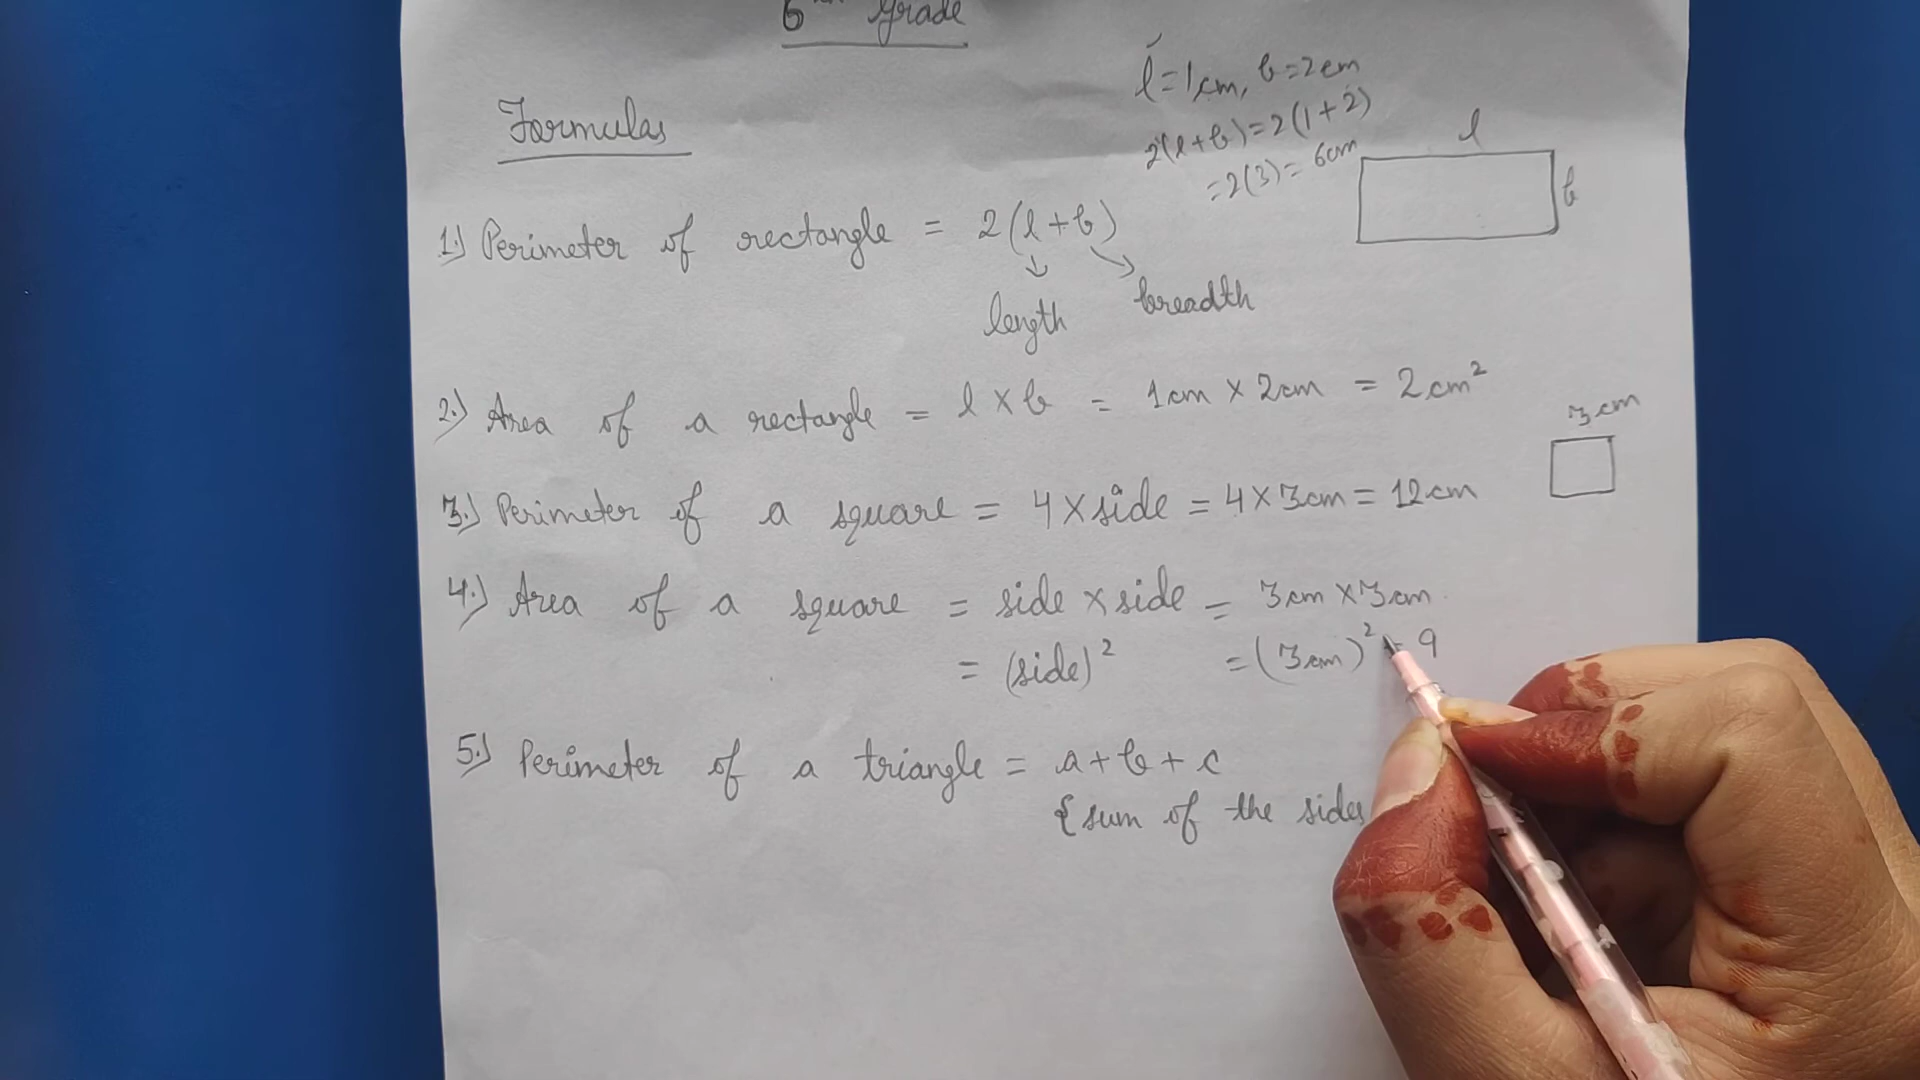 6th Grade
Formulas
l = 1cm, b = 2cm
2(l+b) = 2(1+2)
= 2(3) = 6cm
l
b
1.) Perimeter of rectangle = 2(l+b)
length
breadth
2.) Area of a rectangle = l × b = 1cm × 2cm = 2cm²
3cm
3.) Perimeter of a square = 4 × side = 4 × 3cm = 12cm
4.) Area of a square = side × side = 3cm × 3cm
= (side)² = (3cm)² = 9
5.) Perimeter of a triangle = a + b + c
{sum of the sides